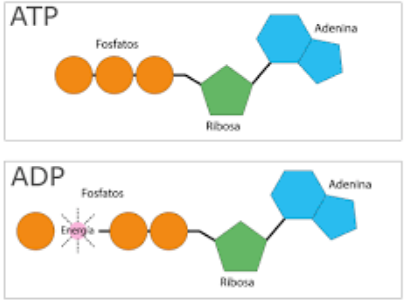 ATP
Fosfatos
Adenina
Ribosa
ADP
Fosfatos
Adenina
Energía
Ribosa